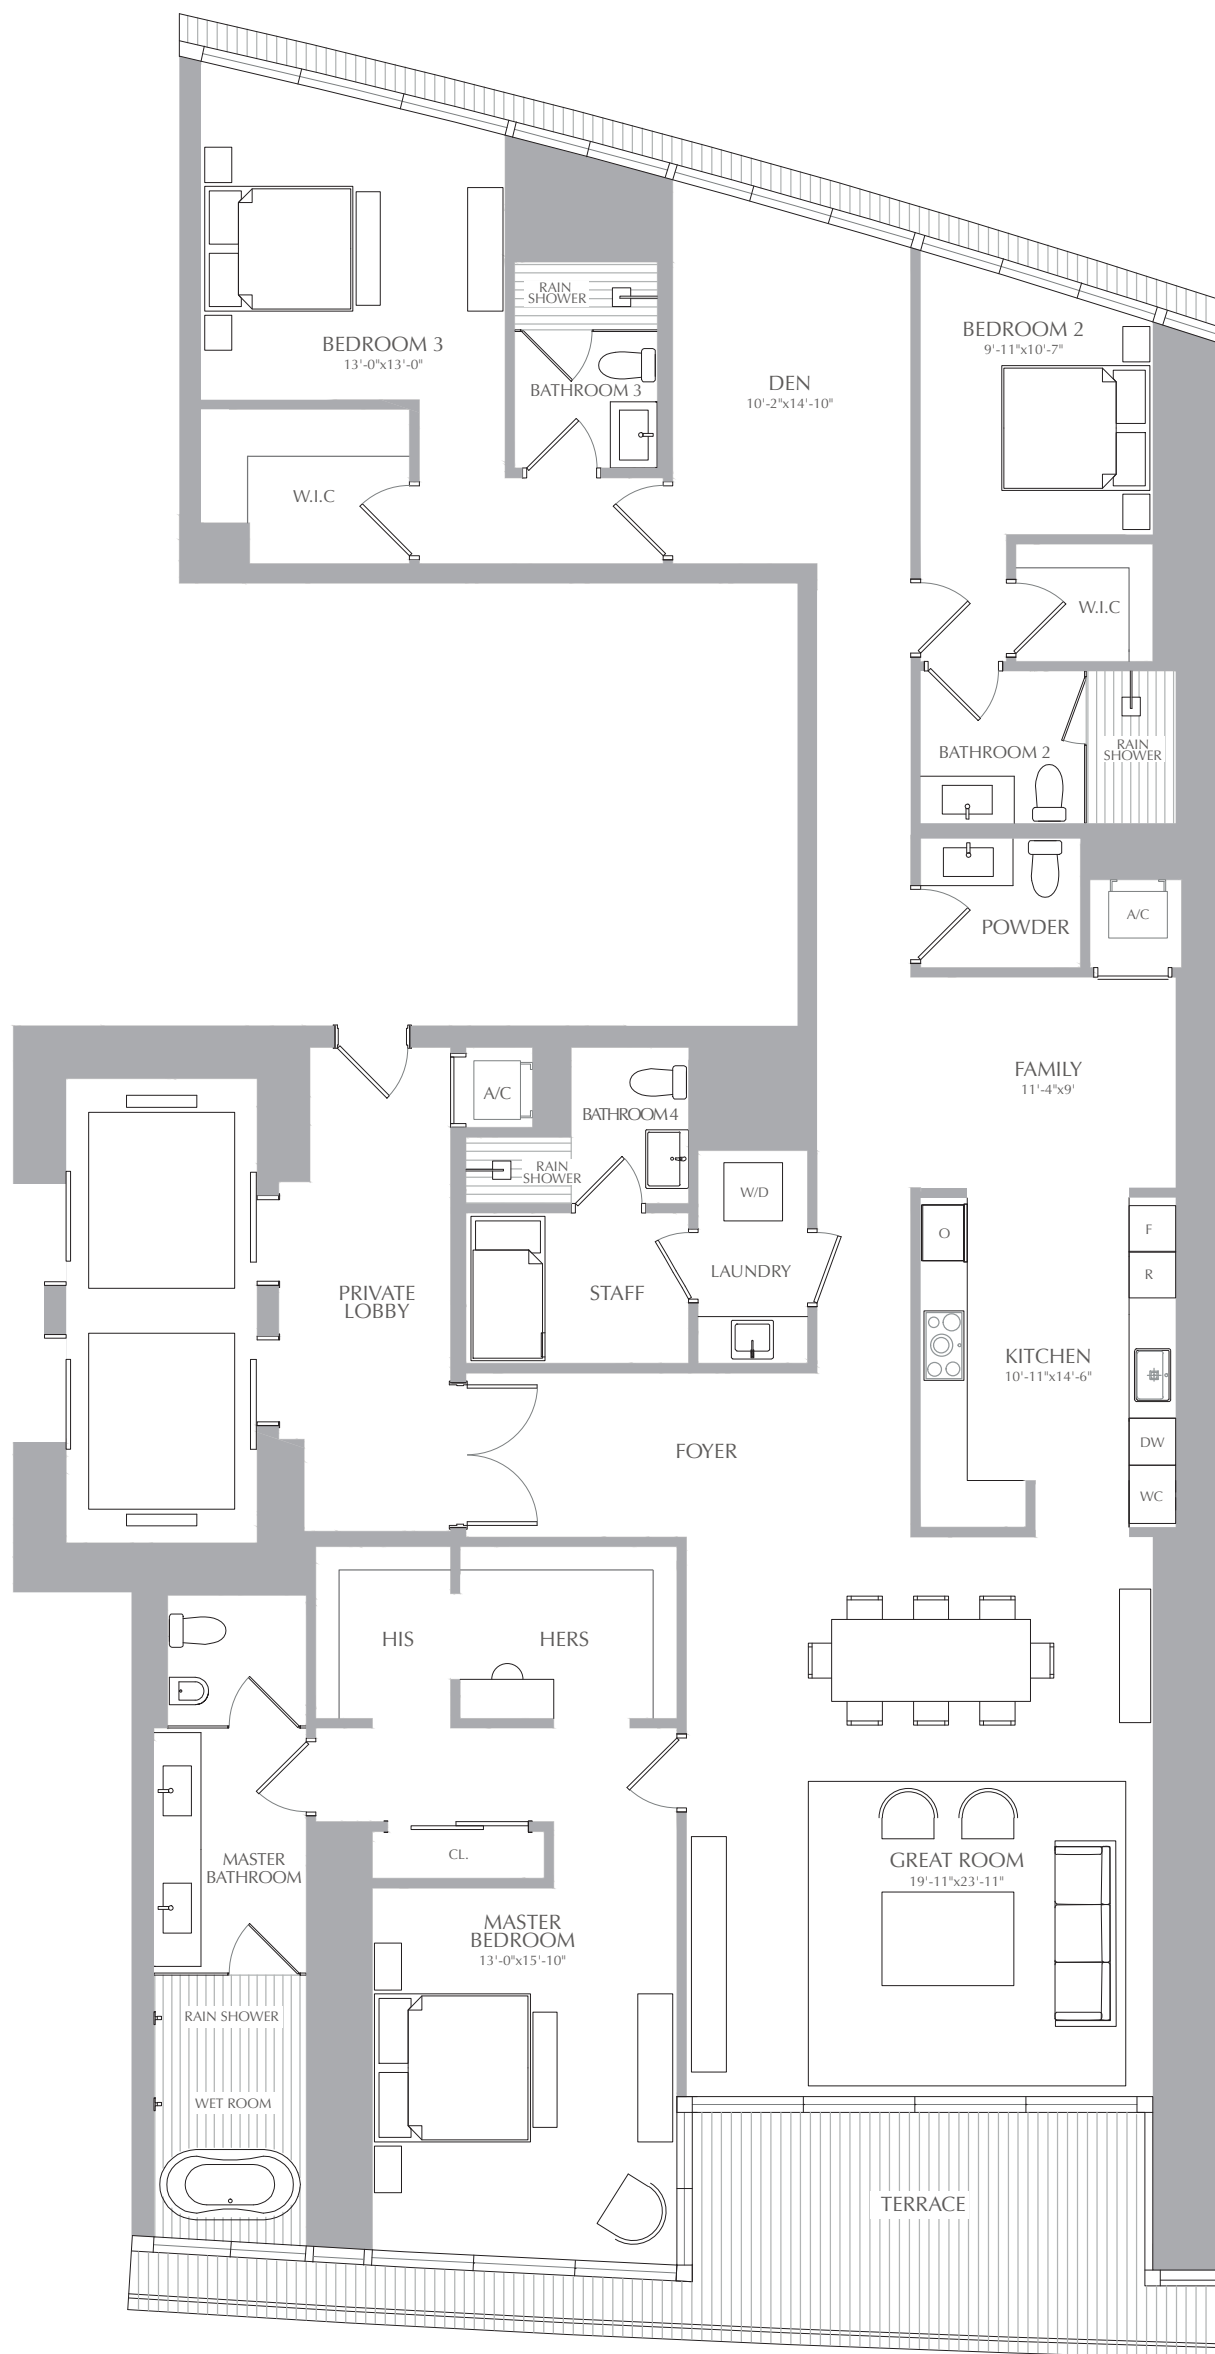 RAIN
SHOWER
BEDROOM 3
13'-0"x13'-0"
BATHROOM 3
DEN
10'-2"x14'-10"
BEDROOM 2
9'-11"x10'-7"
W.I.C
W.I.C
BATHROOM 2
RAIN
SHOWER
POWDER
A/C
FAMILY
11'-4"x9'
A/C
BATHROOM4
RAIN
SHOWER
W/D
O
F
R
PRIVATE
LOBBY
STAFF
LAUNDRY
KITCHEN
10'-11"x14'-6"
FOYER
DW
WC
HIS
HERS
MASTER
BATHROOM
CL.
GREAT ROOM
19'-11"x23'-11"
MASTER
BEDROOM
13'-0"x15'-10"
RAIN SHOWER
WET ROOM
TERRACE